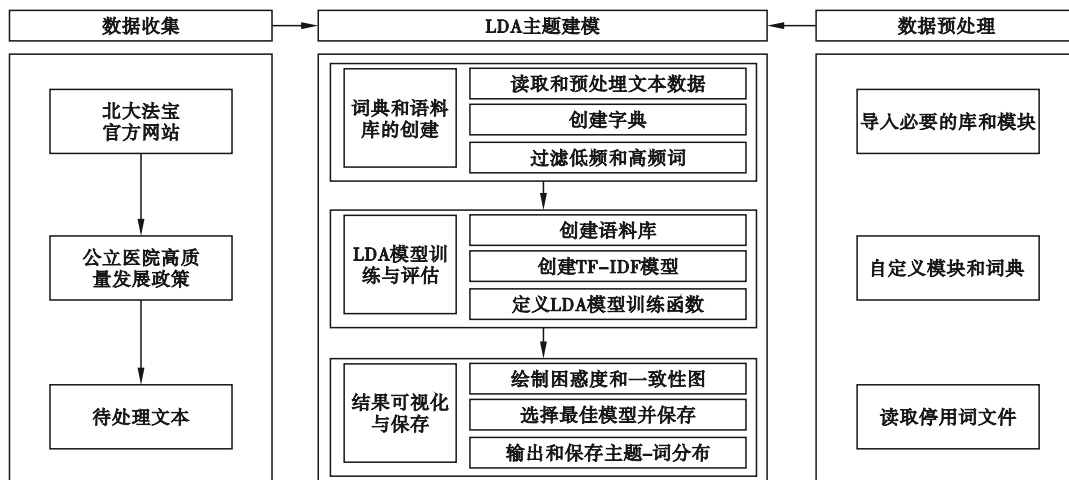 数据收集
LDA主题建模
数据预处理
北大法宝
官方网站
公立医院高质
量发展政策
待处理文本
词典和语料
库的创建
读取和预处理文本数据
创建字典
过滤低频和高频词
LDA模型训
练与评估
创建语料库
创建TF-IDF模型
定义LDA模型训练函数
结果可视化
与保存
绘制困惑度和一致性图
选择最佳模型并保存
输出和保存主题-词分布
导入必要的库和模块
自定义模块和词典
读取停用词文件